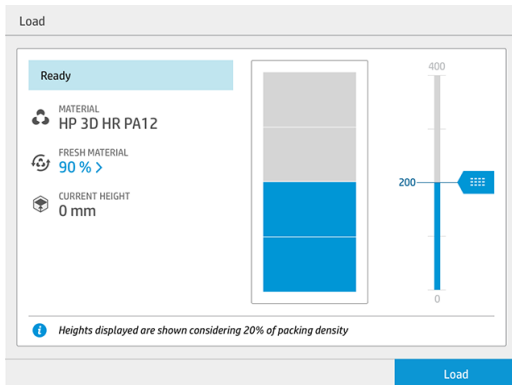 Load
Ready
MATERIAL
HP 3D HR PA12
FRESH MATERIAL
90 % >
CURRENT HEIGHT
0 mm
400
200
0
Heights displayed are shown considering 20% of packing density
Load